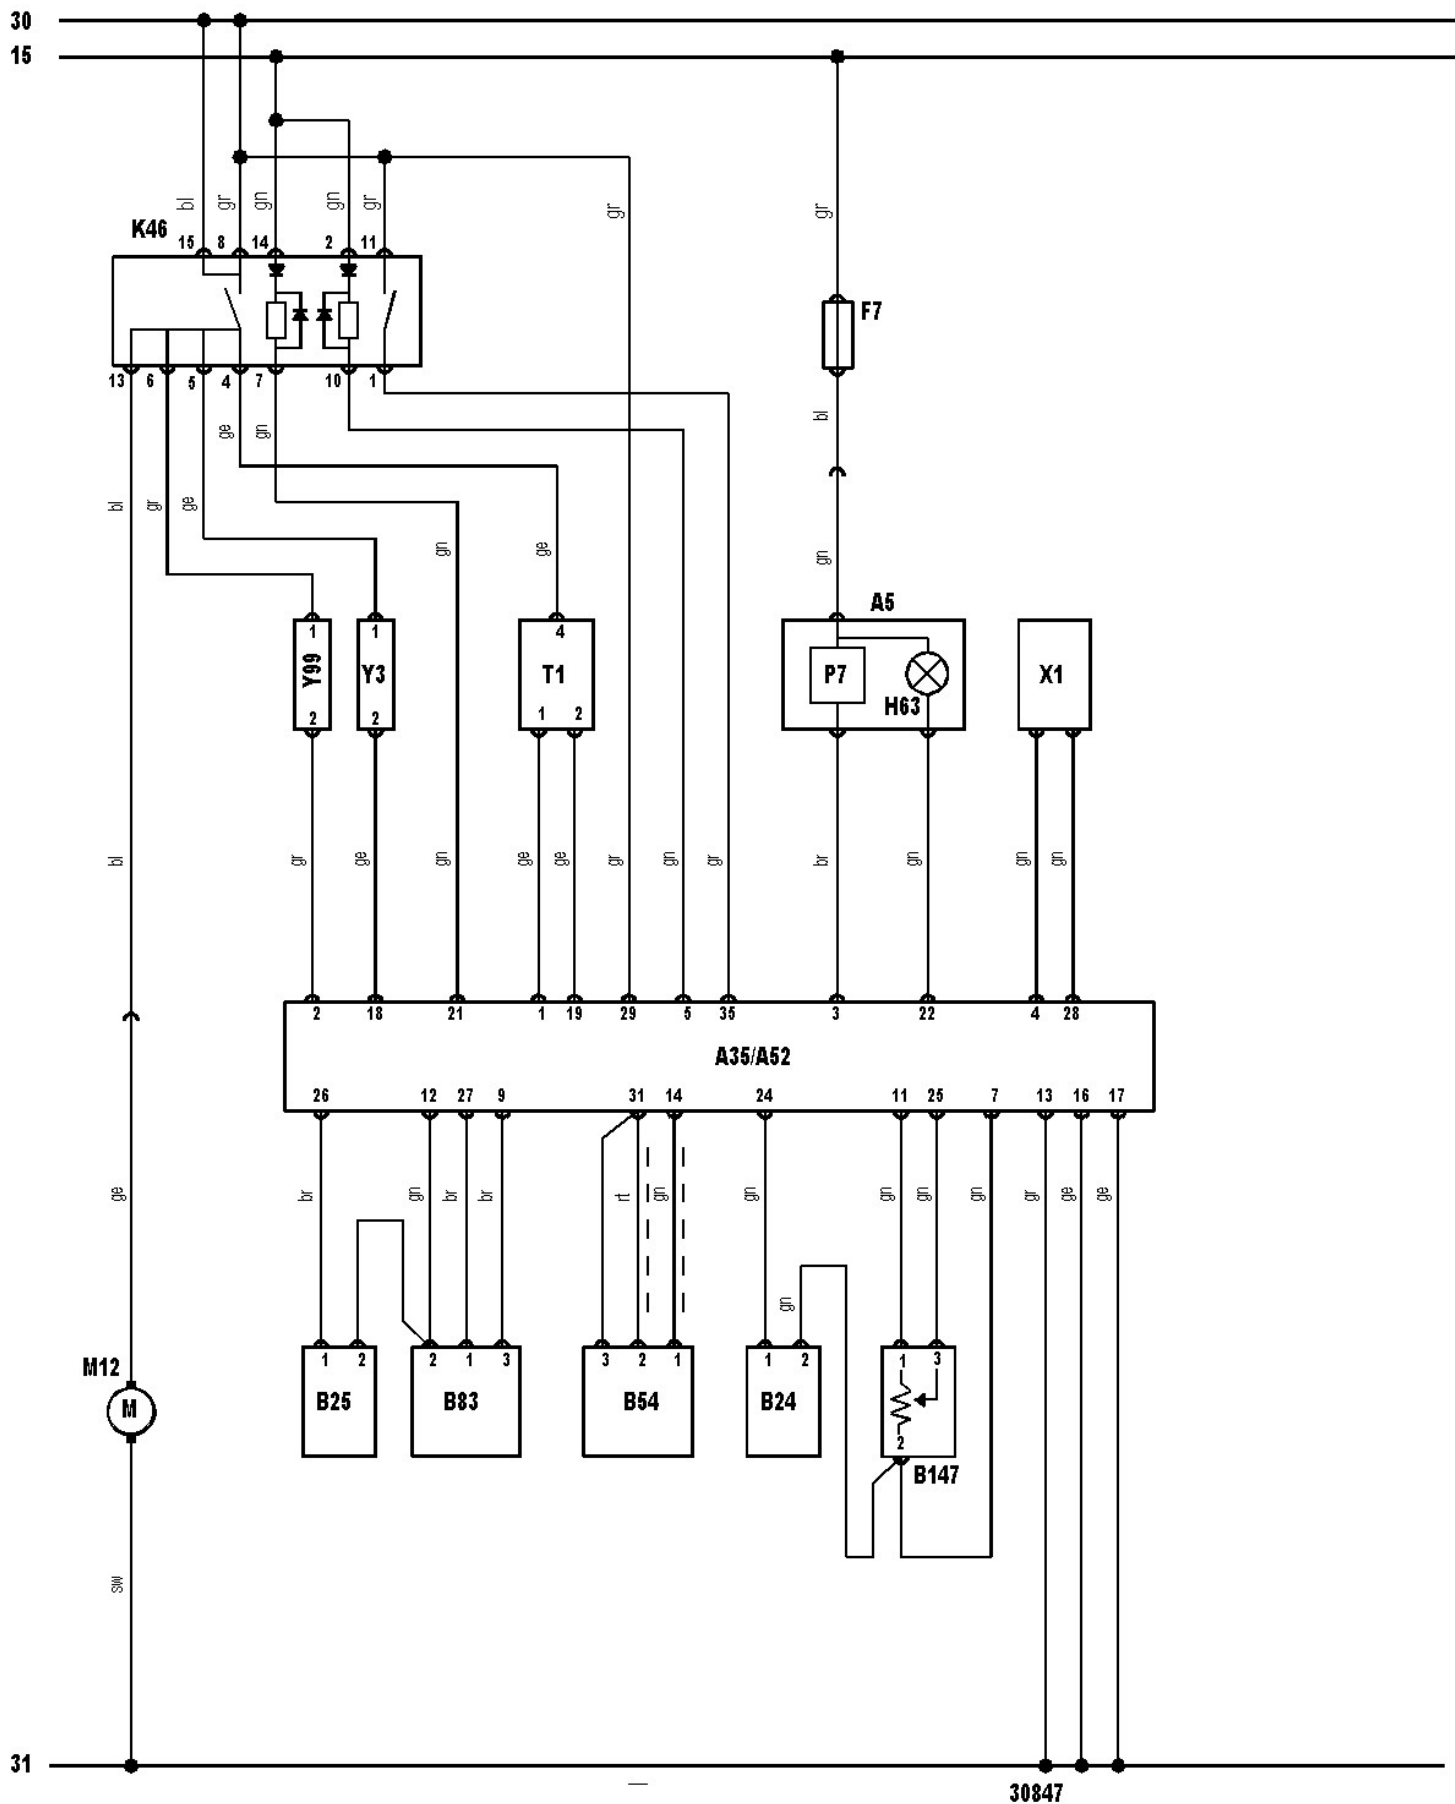 30
15
bl gr gn gn gr gr gr
K46
15 8 14 2 11
F7
13 6 5 4 7 10 1
bl
ge gn
bl gr ge
gn ge gn
A5
1 1 4
Y99 Y3 T1 P7 X1
H63
2 2 1 2
bl gr ge gn ge ge gr gn gr br gn gn gn
2 18 21 1 19 29 5 35 3 22 4 28
A35/A52
26 12 27 9 31 14 24 11 25 7 13 16 17
ge br gn br br rt gn gn gn gn gn gr ge ge
gn
M12
1 2 2 1 3 3 2 1 1 2 1 3
M B25 B83 B54 B24
2
B147
sw
31
30847